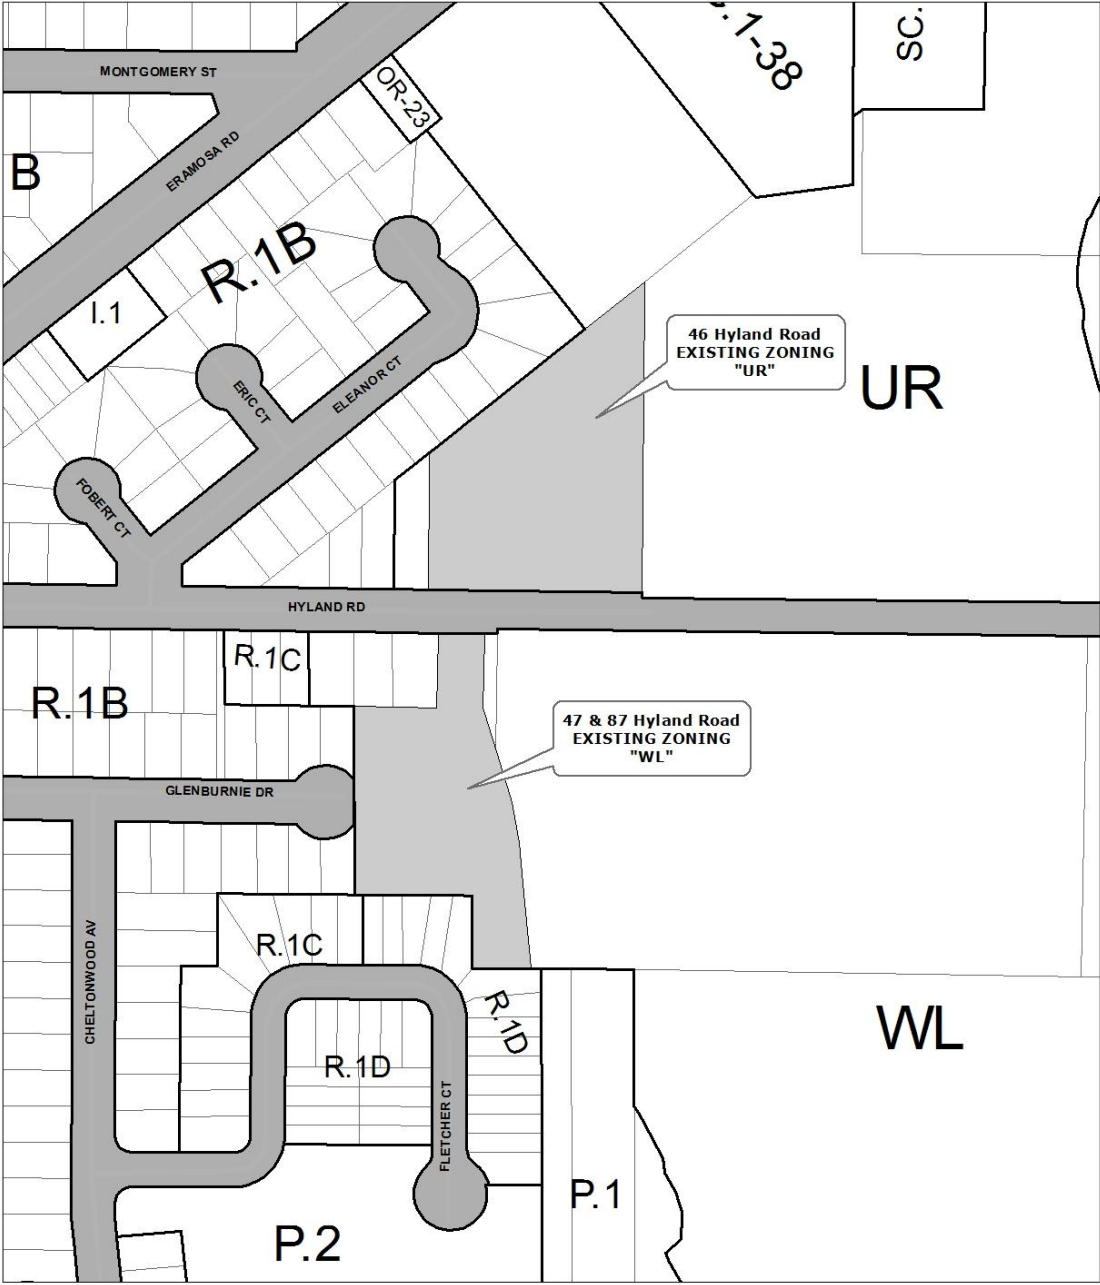 .1-38
SC.
MONTGOMERY ST
OR-23
ERAMOSA RD
B
R.1B
I.1
46 Hyland Road
EXISTING ZONING
"UR"
UR
ERIC CT
ELEANOR CT
FOBERT CT
HYLAND RD
R.1C
R.1B
47 & 87 Hyland Road
EXISTING ZONING
"WL"
GLENBURNIE DR
CHELTONWOOD AV
R.1C
R.1D
WL
R.1D
FLETCHER CT
P.1
P.2